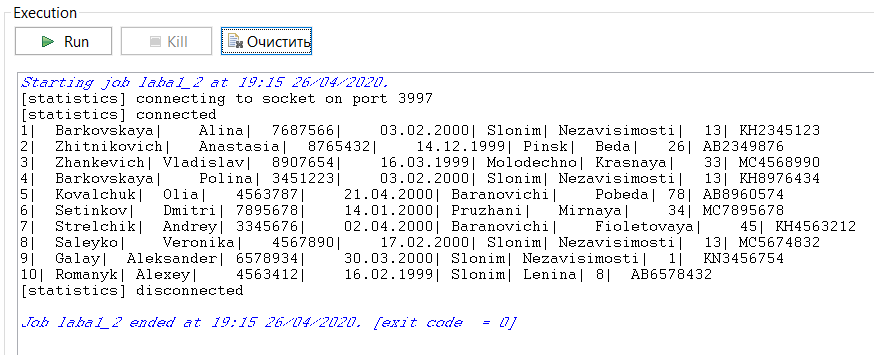 Execution
Run Kill Очистить
Starting job laba1_2 at 19:15 26/04/2020.
[statistics] connecting to socket on port 3997
[statistics] connected
1| Barkovskaya| Alina| 7687566| 03.02.2000| Slonim| Nezavisimosti| 13| KH2345123
2| Zhitnikovich| Anastasia| 8765432| 14.12.1999| Pinsk| Beda| 26| AB2349876
3| Zhankevich| Vladislav| 8907654| 16.03.1999| Molodechno| Krasnaya| 33| MC4568990
4| Barkovskaya| Polina| 3451223| 03.02.2000| Slonim| Nezavisimosti| 13| KH8976434
5| Kovalchuk| Olia| 4563787| 21.04.2000| Baranovichi| Pobeda| 78| AB8960574
6| Setinkov| Dmitri| 7895678| 14.01.2000| Pruzhani| Mirnaya| 34| MC7895678
7| Strelchik| Andrey| 3345676| 02.04.2000| Baranovichi| Fioletovaya| 45| KH4563212
8| Saleyko| Veronika| 4567890| 17.02.2000| Slonim| Nezavisimosti| 13| MC5674832
9| Galay| Aleksander| 6578934| 30.03.2000| Slonim| Nezavisimosti| 1| KN3456754
10| Romanyk| Alexey| 4563412| 16.02.1999| Slonim| Lenina| 8| AB6578432
[statistics] disconnected
Job laba1_2 ended at 19:15 26/04/2020. [exit code = 0]